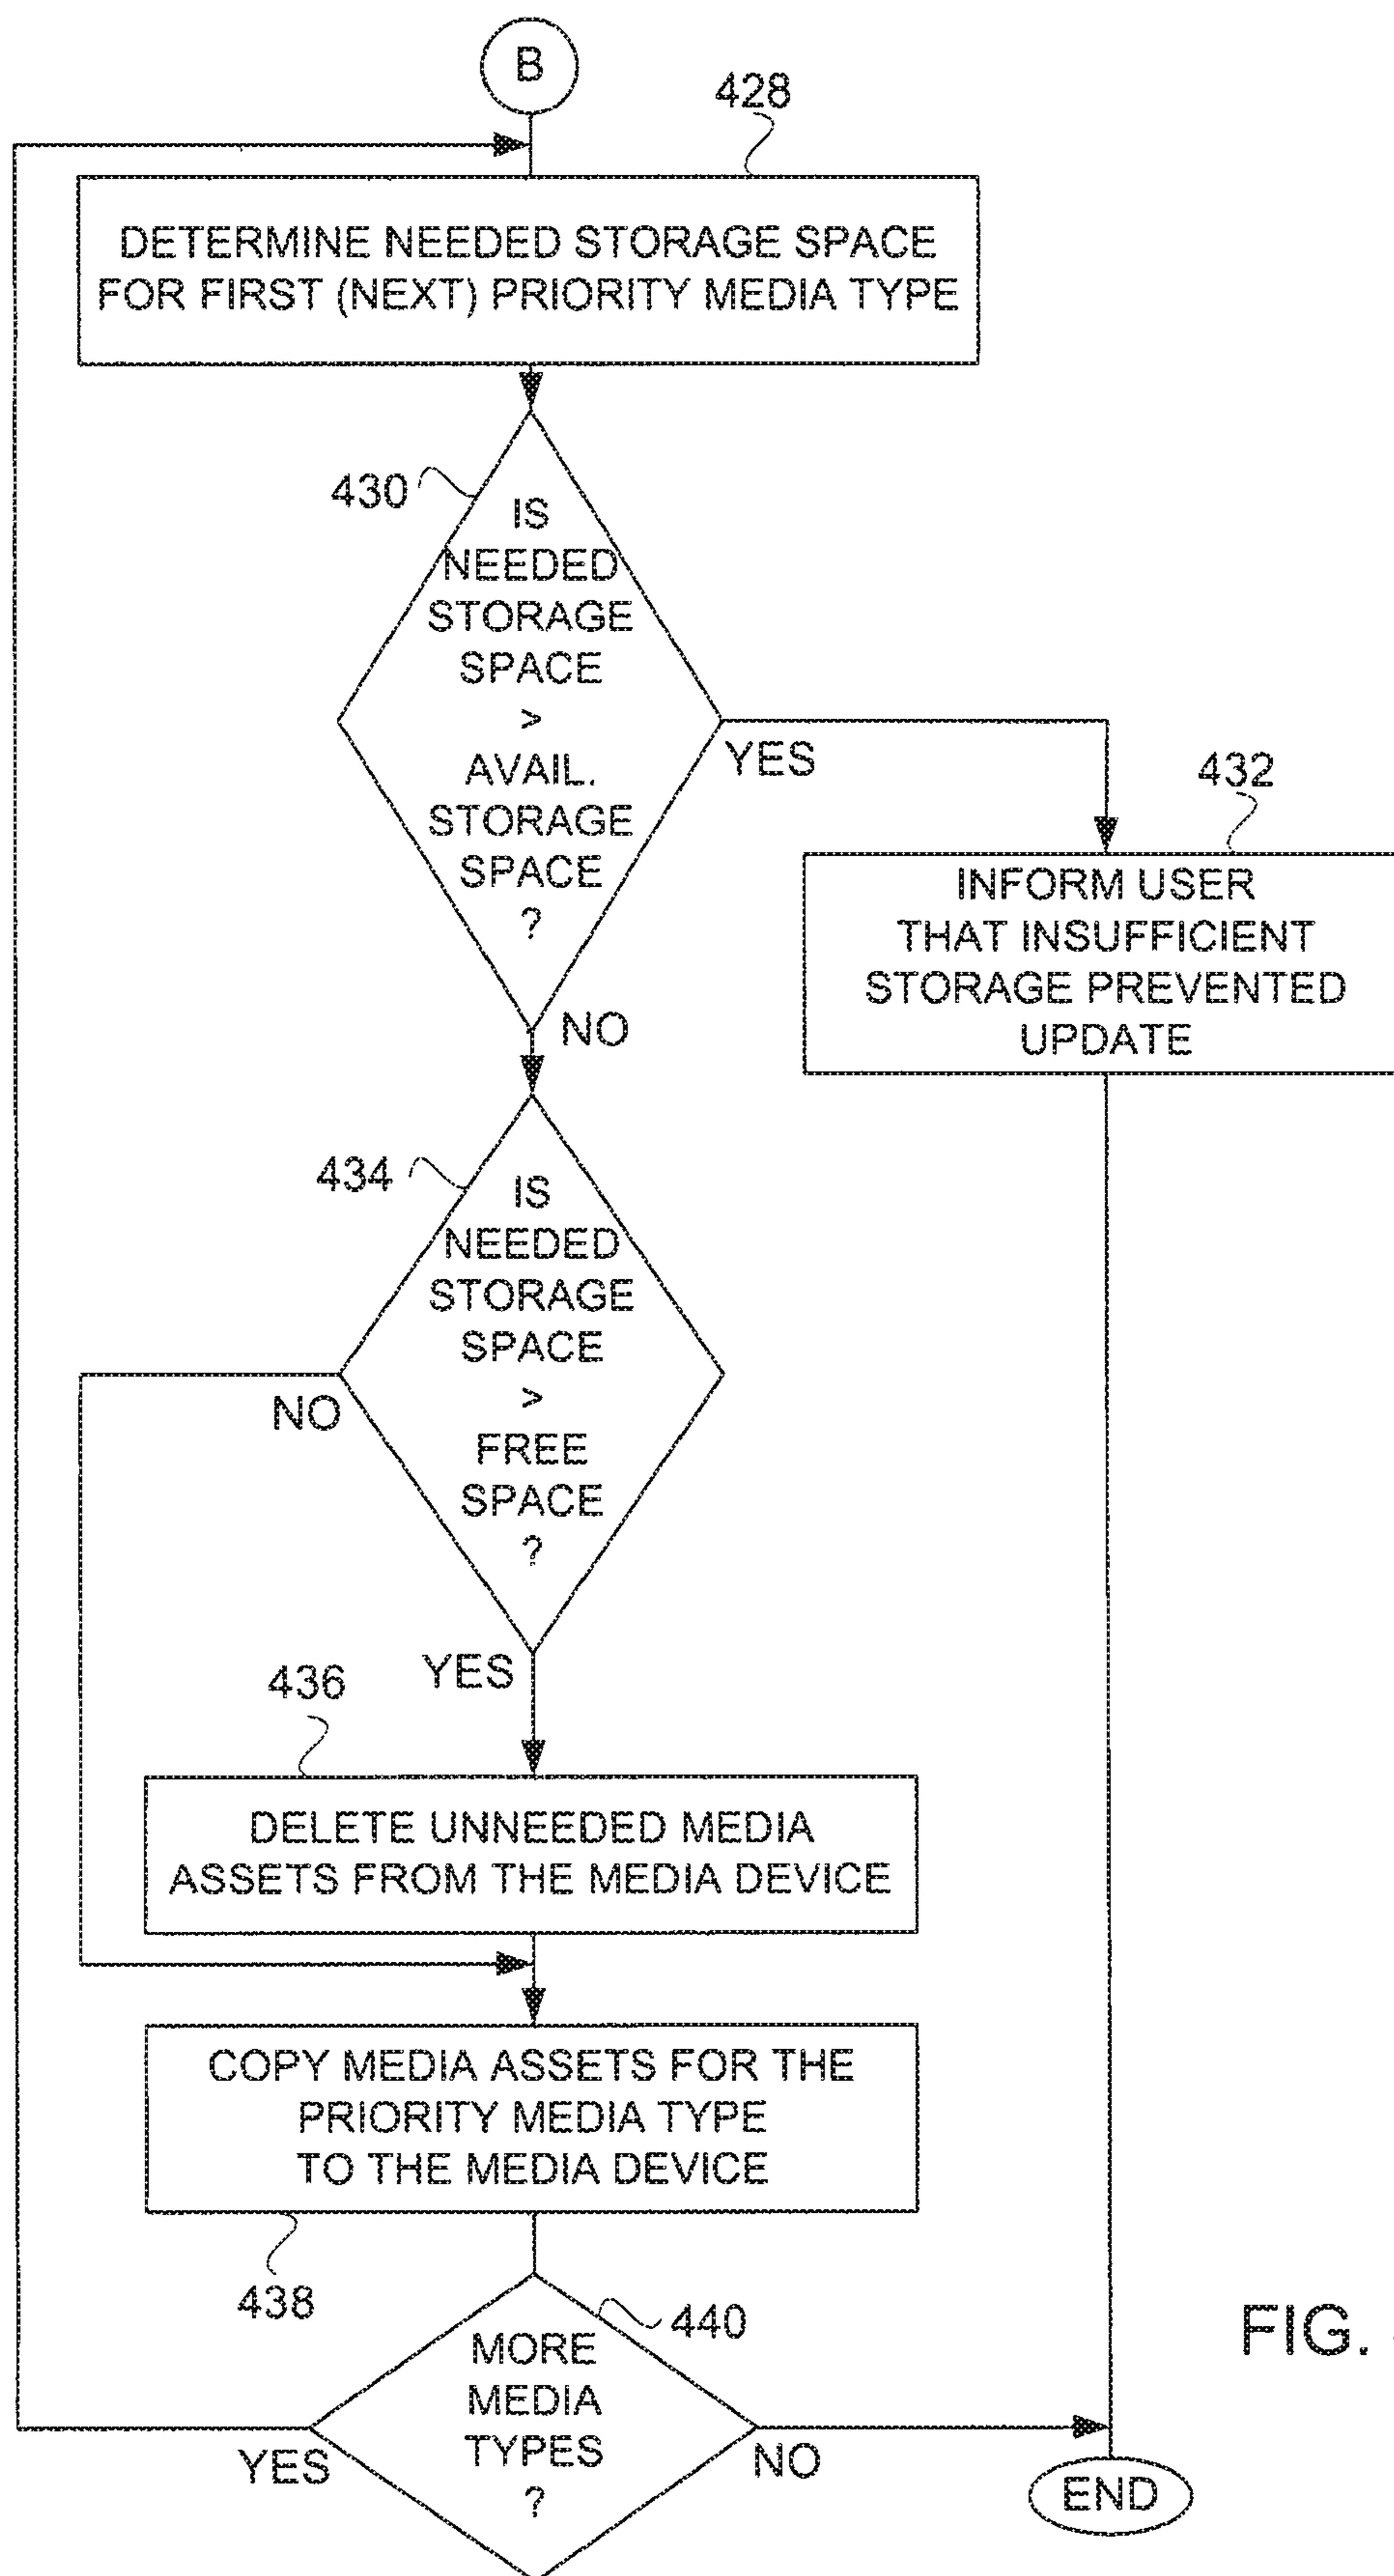 B
428
DETERMINE NEEDED STORAGE SPACE
FOR FIRST (NEXT) PRIORITY MEDIA TYPE
430
IS
NEEDED
STORAGE
SPACE
>
AVAIL.
STORAGE
SPACE
?
YES
432
INFORM USER
THAT INSUFFICIENT
STORAGE PREVENTED
UPDATE
NO
434
IS
NEEDED
STORAGE
SPACE
>
FREE
SPACE
?
NO
YES
436
DELETE UNNEEDED MEDIA
ASSETS FROM THE MEDIA DEVICE
COPY MEDIA ASSETS FOR THE
PRIORITY MEDIA TYPE
TO THE MEDIA DEVICE
438
440
MORE
MEDIA
TYPES
?
YES
NO
END
FIG.